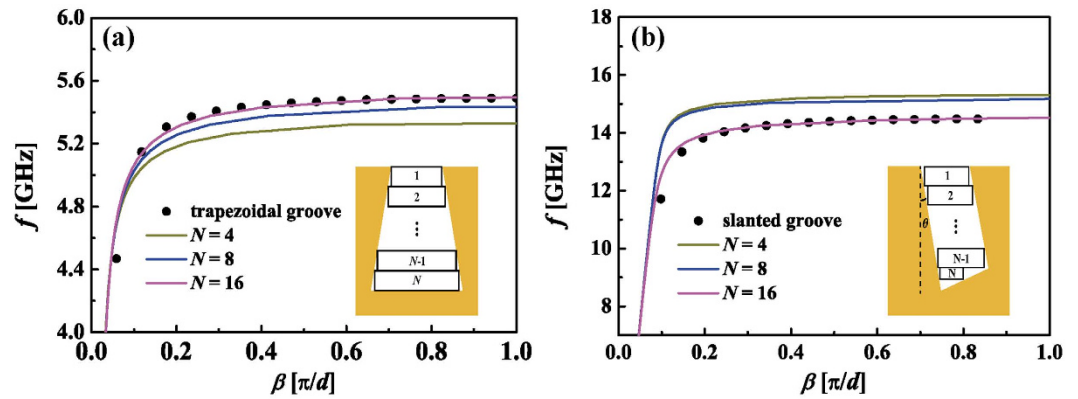 (a)
f [GHz]
6.0
5.6
5.2
4.8
4.4
4.0
0.0 0.2 0.4 0.6 0.8 1.0
β [π/d]
trapezoidal groove
N = 4
N = 8
N = 16
1
2
⋮
N-1
N
(b)
f [GHz]
18
16
14
12
10
8
0.0 0.2 0.4 0.6 0.8 1.0
β [π/d]
slanted groove
N = 4
N = 8
N = 16
θ
1
2
⋮
N-1
N